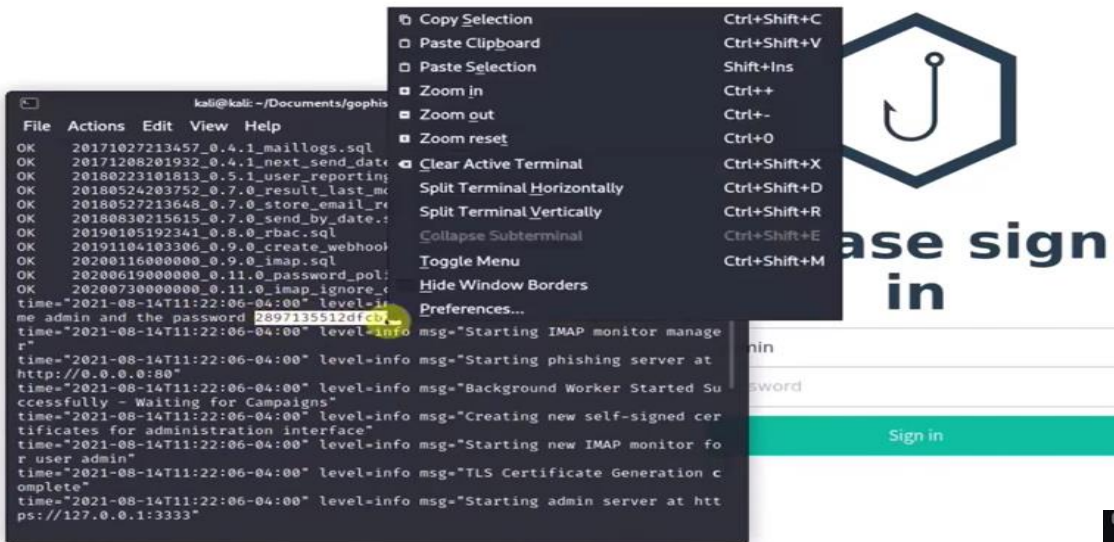 Copy Selection Ctrl+Shift+C
Paste Clipboard Ctrl+Shift+V
Paste Selection Shift+Ins
Zoom in Ctrl++
Zoom out Ctrl+-
Zoom reset Ctrl+0
Clear Active Terminal Ctrl+Shift+X
Split Terminal Horizontally Ctrl+Shift+D
Split Terminal Vertically Ctrl+Shift+R
Collapse Subterminal Ctrl+Shift+E
Toggle Menu Ctrl+Shift+M
Hide Window Borders
Preferences...
kali@kali: ~/Documents/gophis
File Actions Edit View Help
OK 20171027213457_0.4.1_maillogs.sql
OK 20171208201932_0.4.1_next_send_date
OK 20180223101813_0.5.1_user_reporting
OK 20180524203752_0.7.0_result_last_mo
OK 20180527213648_0.7.0_store_email_re
OK 20180830215615_0.7.0_send_by_date.s
OK 20190105192341_0.8.0_rbac.sql
OK 20191104103306_0.9.0_create_webhook
OK 20200116000000_0.9.0_imap.sql
OK 20200619000000_0.11.0_password_poli
OK 20200730000000_0.11.0_imap_ignore_c
time="2021-08-14T11:22:06-04:00" level=i
me admin and the password 2897135512dfcb
time="2021-08-14T11:22:06-04:00" level=info msg="Starting IMAP monitor manage
r"
time="2021-08-14T11:22:06-04:00" level=info msg="Starting phishing server at
http://0.0.0.0:80"
time="2021-08-14T11:22:06-04:00" level=info msg="Background Worker Started Su
ccessfully - Waiting for Campaigns"
time="2021-08-14T11:22:06-04:00" level=info msg="Creating new self-signed cer
tificates for administration interface"
time="2021-08-14T11:22:06-04:00" level=info msg="Starting new IMAP monitor fo
r user admin"
time="2021-08-14T11:22:06-04:00" level=info msg="TLS Certificate Generation c
omplete"
time="2021-08-14T11:22:06-04:00" level=info msg="Starting admin server at htt
ps://127.0.0.1:3333"
ase sign
in
min
sword
Sign in